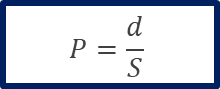 P = d/S